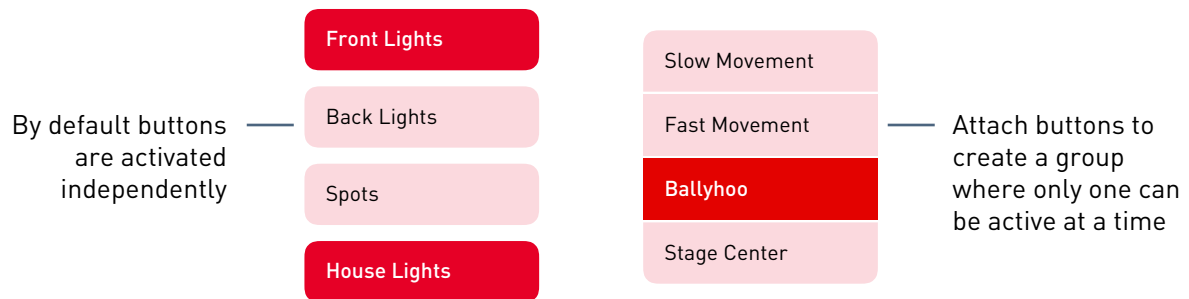 By default buttons
are activated
independently
Front Lights
Back Lights
Spots
House Lights
Slow Movement
Fast Movement
Ballyhoo
Stage Center
Attach buttons to
create a group
where only one can
be active at a time